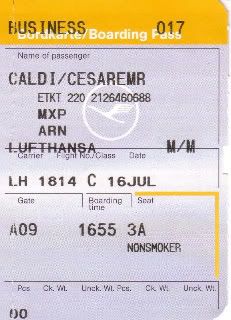 BUSINESS 017
Bordkarte/Boarding Pass
Name of passenger
CALDI/CESAREMR
ETKT 220 2126460688
MXP
ARN
LUFTHANSA M/M
Carrier Flight No./Class Date
LH 1814 C 16JUL
Gate Boarding time Seat
A09 1655 3A
NONSMOKER
Pcs Ck. Wt. Unck. Wt. Pcs. Ck. Wt. Unck. Wt.
00